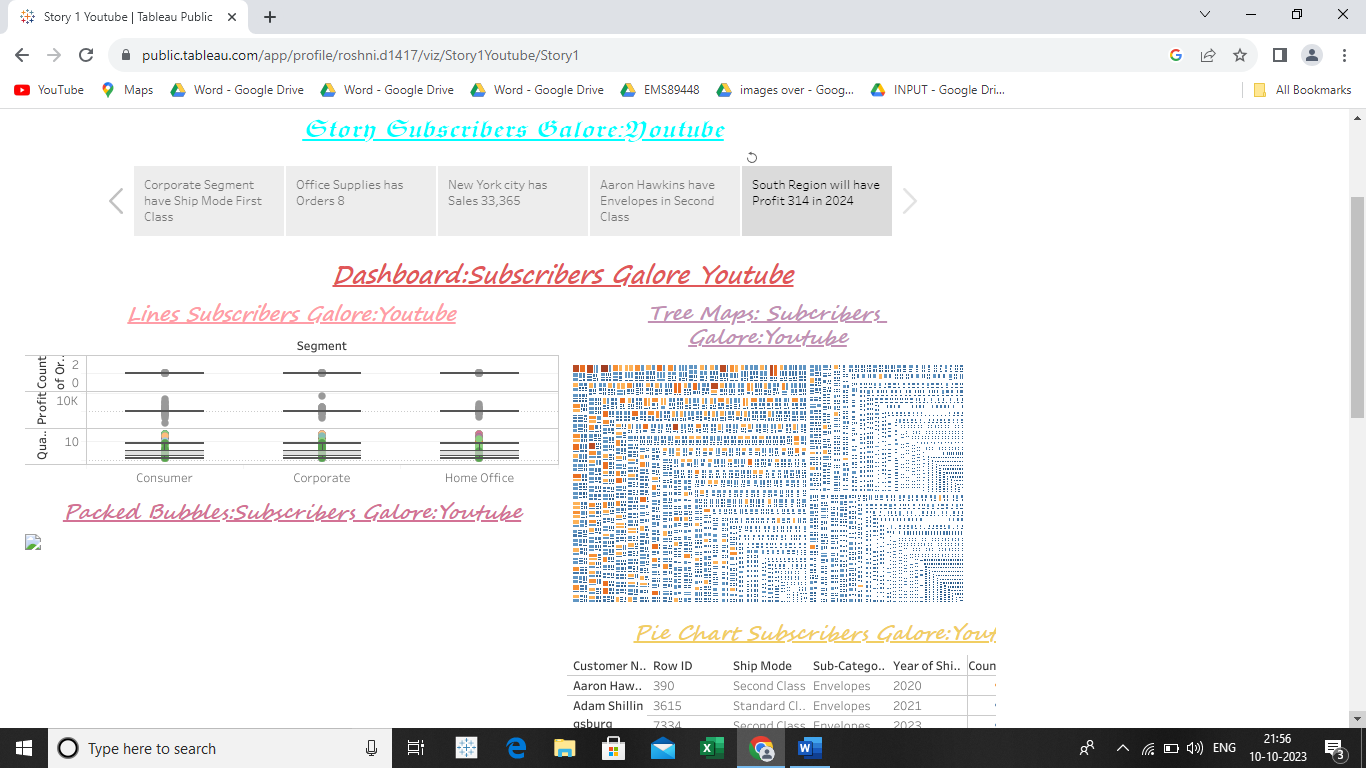 Story 1 Youtube | Tableau Public
public.tableau.com/app/profile/roshni.d1417/viz/Story1Youtube/Story1
YouTube Maps Word - Google Drive Word - Google Drive Word - Google Drive EMS89448 images over - Goog... INPUT - Google Dri... All Bookmarks
Story Subscribers Galore:Youtube
Corporate Segment
have Ship Mode First
Class
Office Supplies has
Orders 8
New York city has
Sales 33,365
Aaron Hawkins have
Envelopes in Second
Class
South Region will have
Profit 314 in 2024
Dashboard:Subscribers Galore Youtube
Lines Subscribers Galore:Youtube
Segment
Count
of Or..
2
0
Profit
10K
Qua..
10
Consumer Corporate Home Office
Packed Bubbles:Subscribers Galore:Youtube
Tree Maps: Subcribers
Galore:Youtube
Pie Chart Subscribers Galore:Yout
Customer N.. Row ID Ship Mode Sub-Catego.. Year of Shi.. Coun
Aaron Haw.. 390 Second Class Envelopes 2020
Adam Shillin 3615 Standard Cl.. Envelopes 2021
gsburg 7334 Second Class Envelopes 2023
Type here to search
ENG
21:56
10-10-2023
3